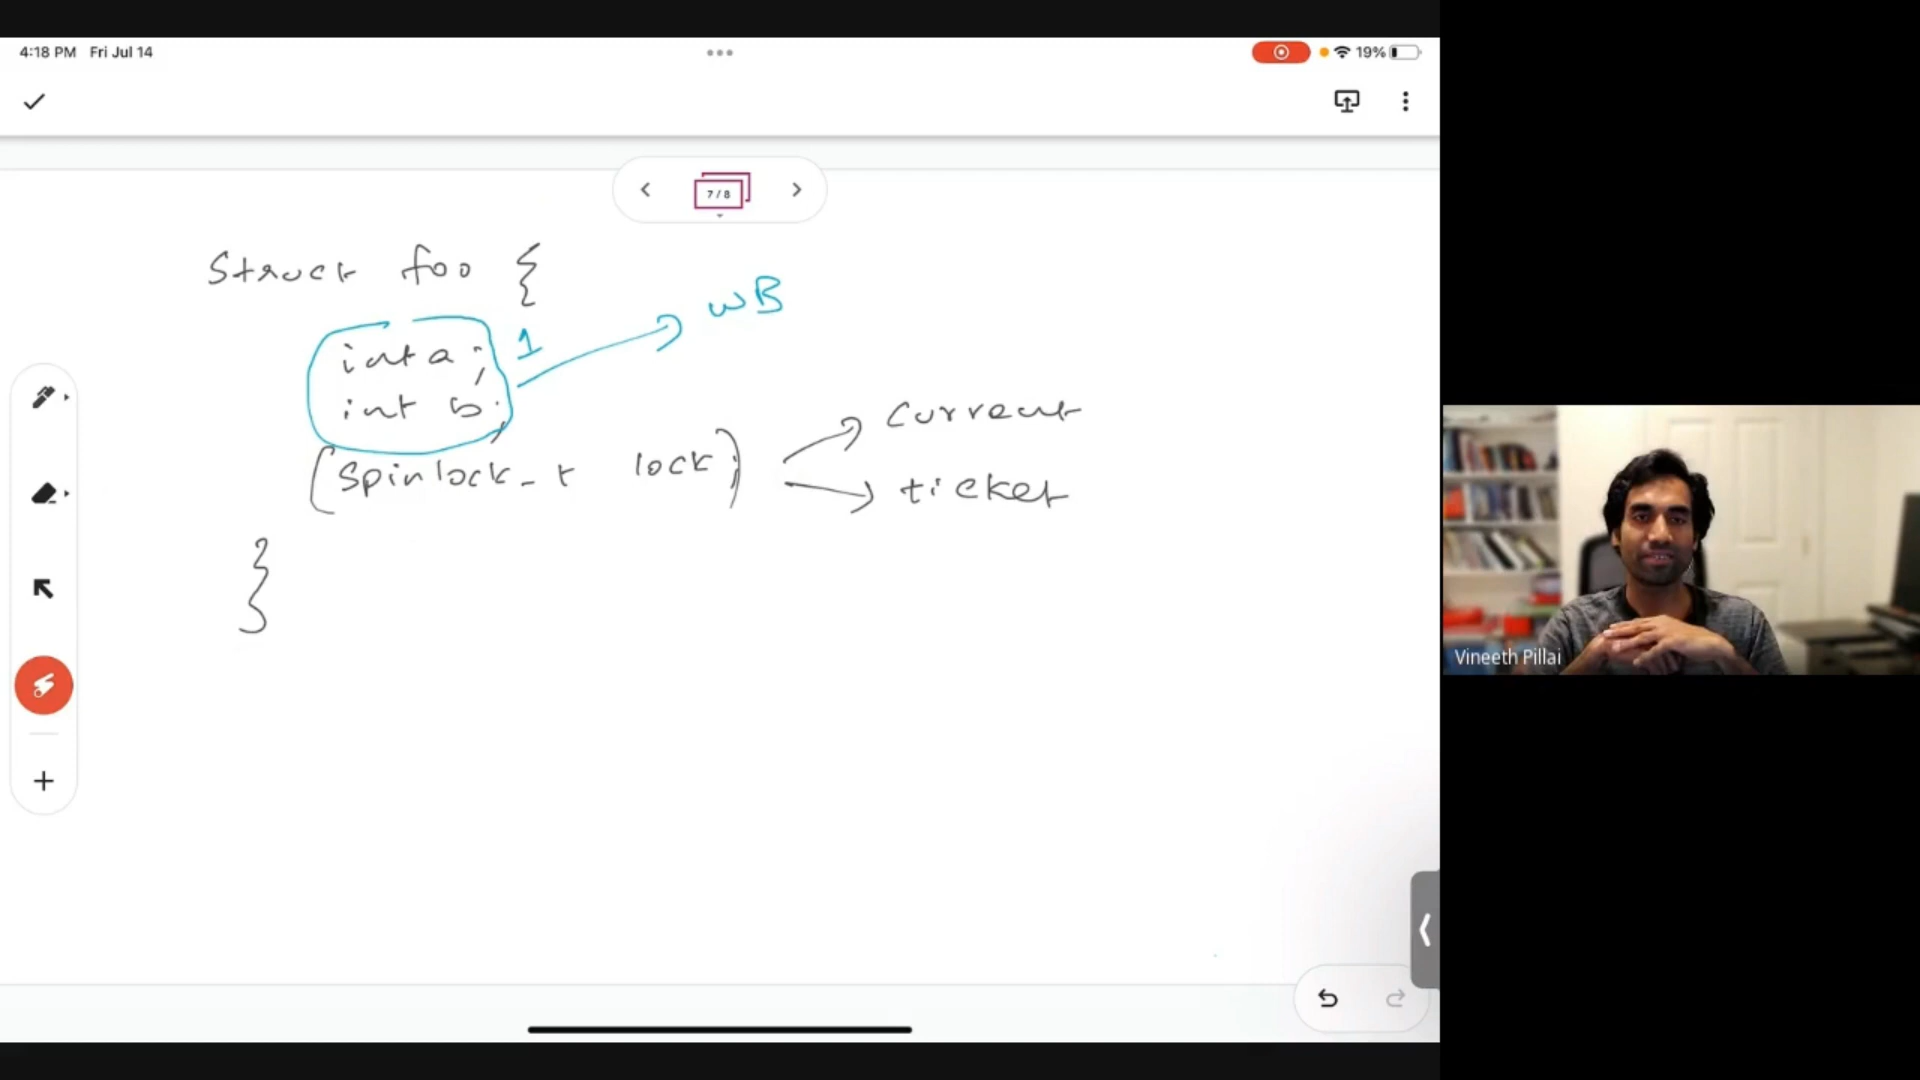 4:18 PM Fri Jul 14
19%
7 / 8
Struct foo {
int a; 1
wB
int b;
(Spinlock_t lock;)
current
ticket
}
Vineeth Pillai